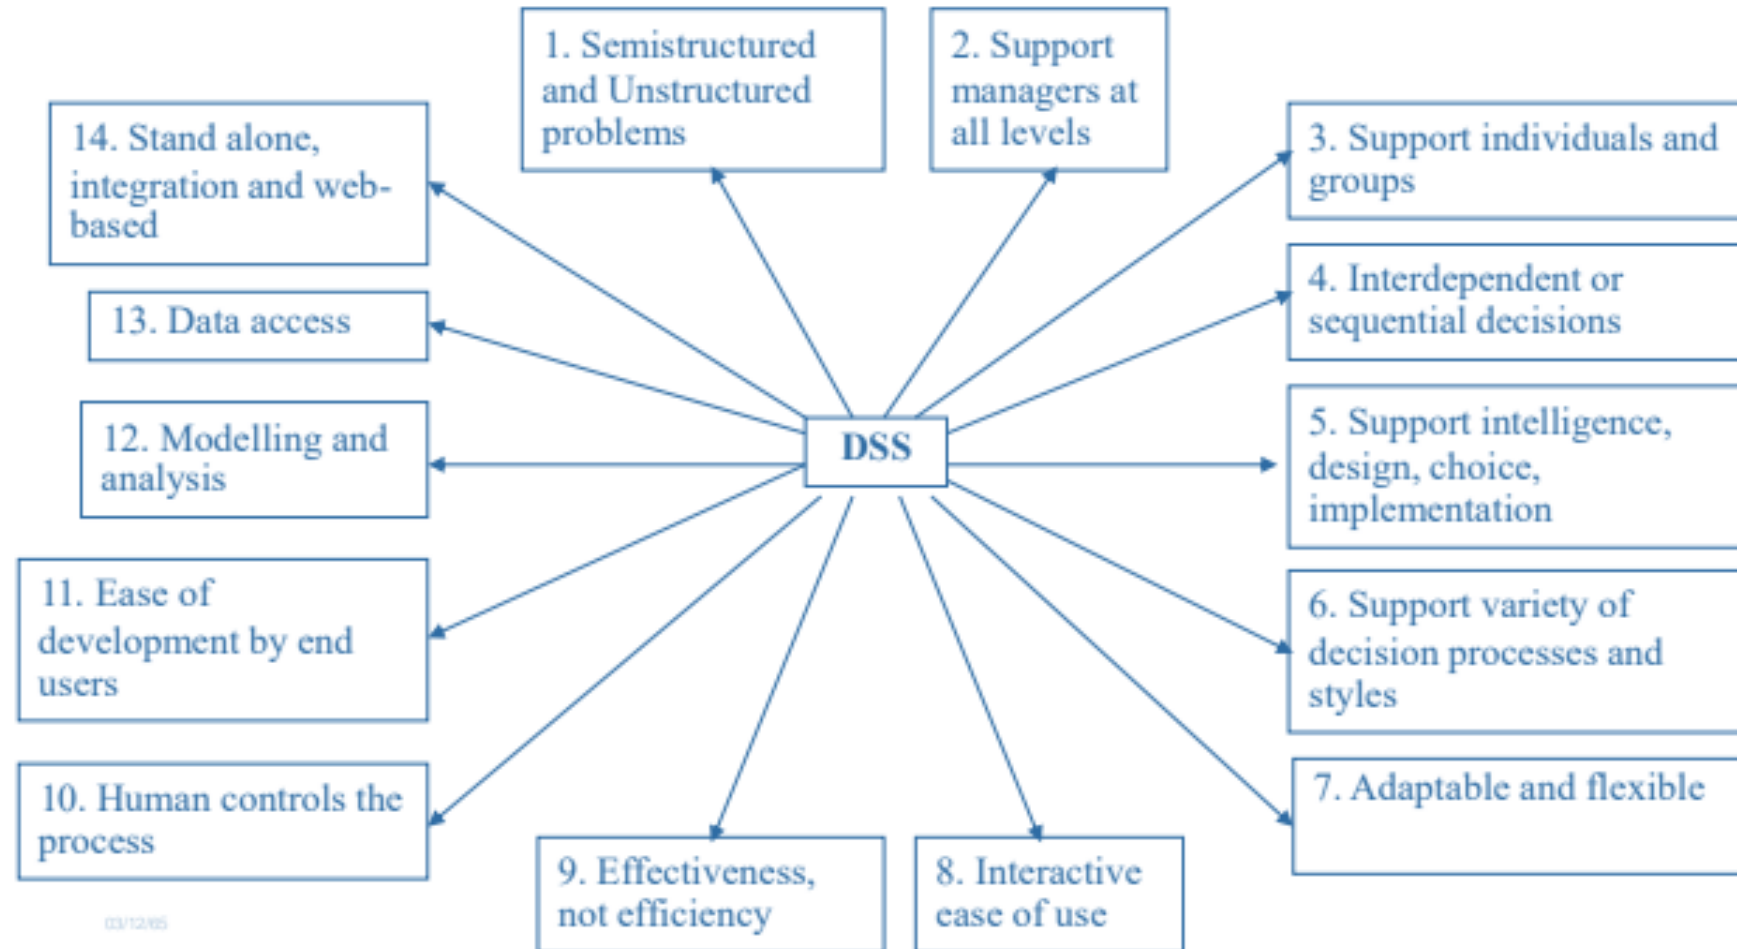 1. Semistructured
and Unstructured
problems
2. Support
managers at
all levels
3. Support individuals and
groups
4. Interdependent or
sequential decisions
5. Support intelligence,
design, choice,
implementation
6. Support variety of
decision processes and
styles
7. Adaptable and flexible
8. Interactive
ease of use
9. Effectiveness,
not efficiency
10. Human controls the
process
11. Ease of
development by end
users
12. Modelling and
analysis
13. Data access
14. Stand alone,
integration and web-
based
DSS
03/12/65